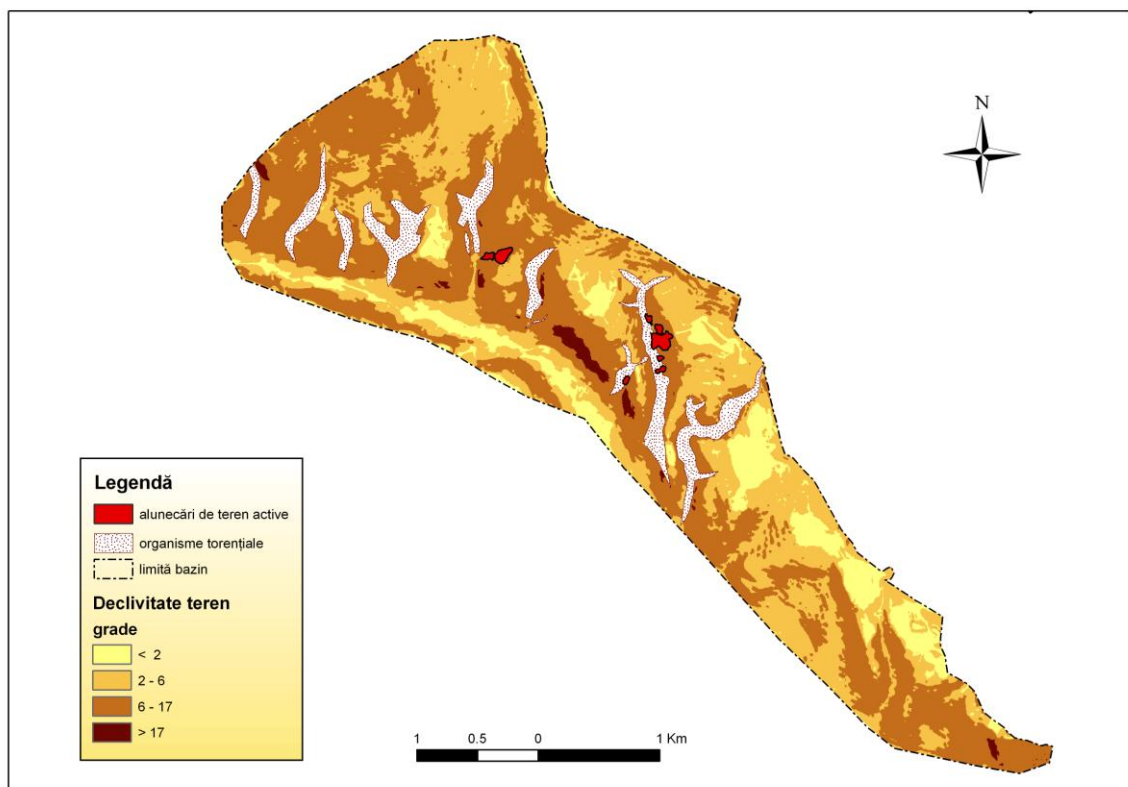 N
Legendă
alunecări de teren active
organisme torențiale
limită bazin
Declivitate teren
grade
< 2
2 - 6
6 - 17
> 17
1 0.5 0 1 Km